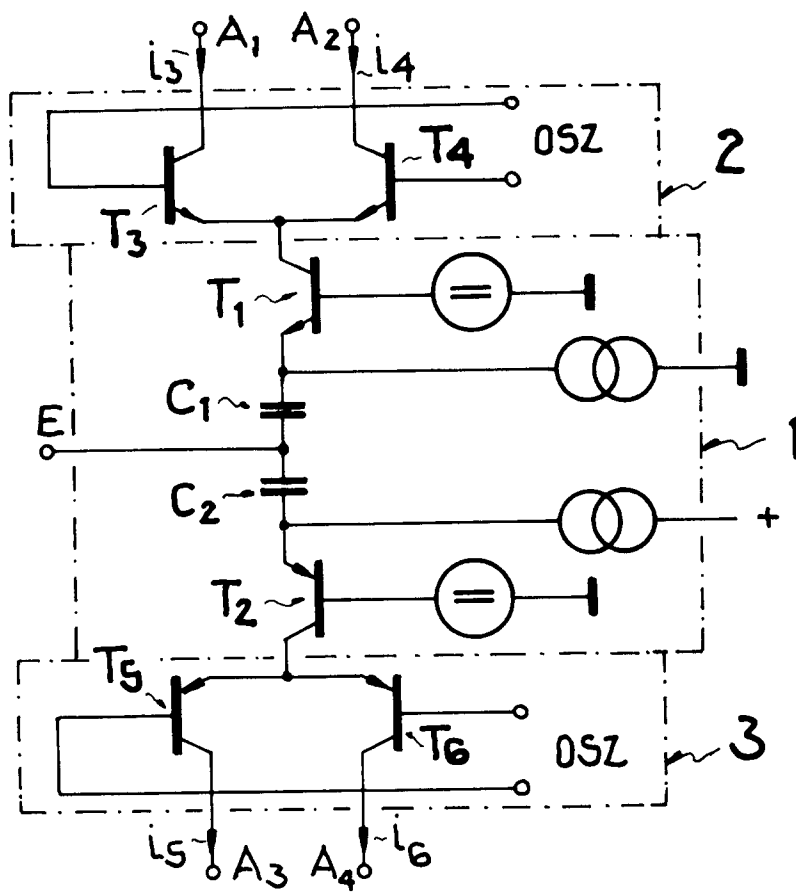 A1 A2
i3 i4
OSZ
2
T4
T3
T1
=
C1
E
1
C2
+
T2
=
T5
T6
OSZ
3
i5 A3 A4 i6